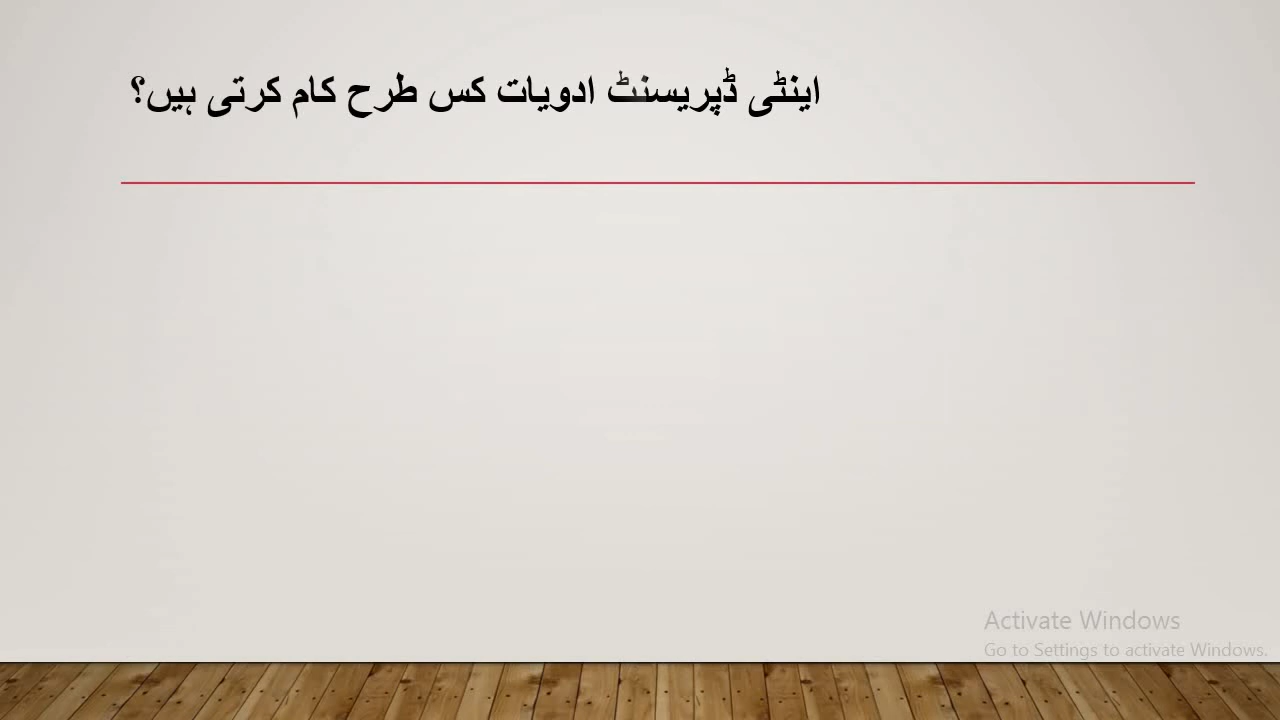 اینٹی ڈپریسنٹ ادویات کس طرح کام کرتی ہیں؟
Activate Windows
Go to Settings to activate Windows.